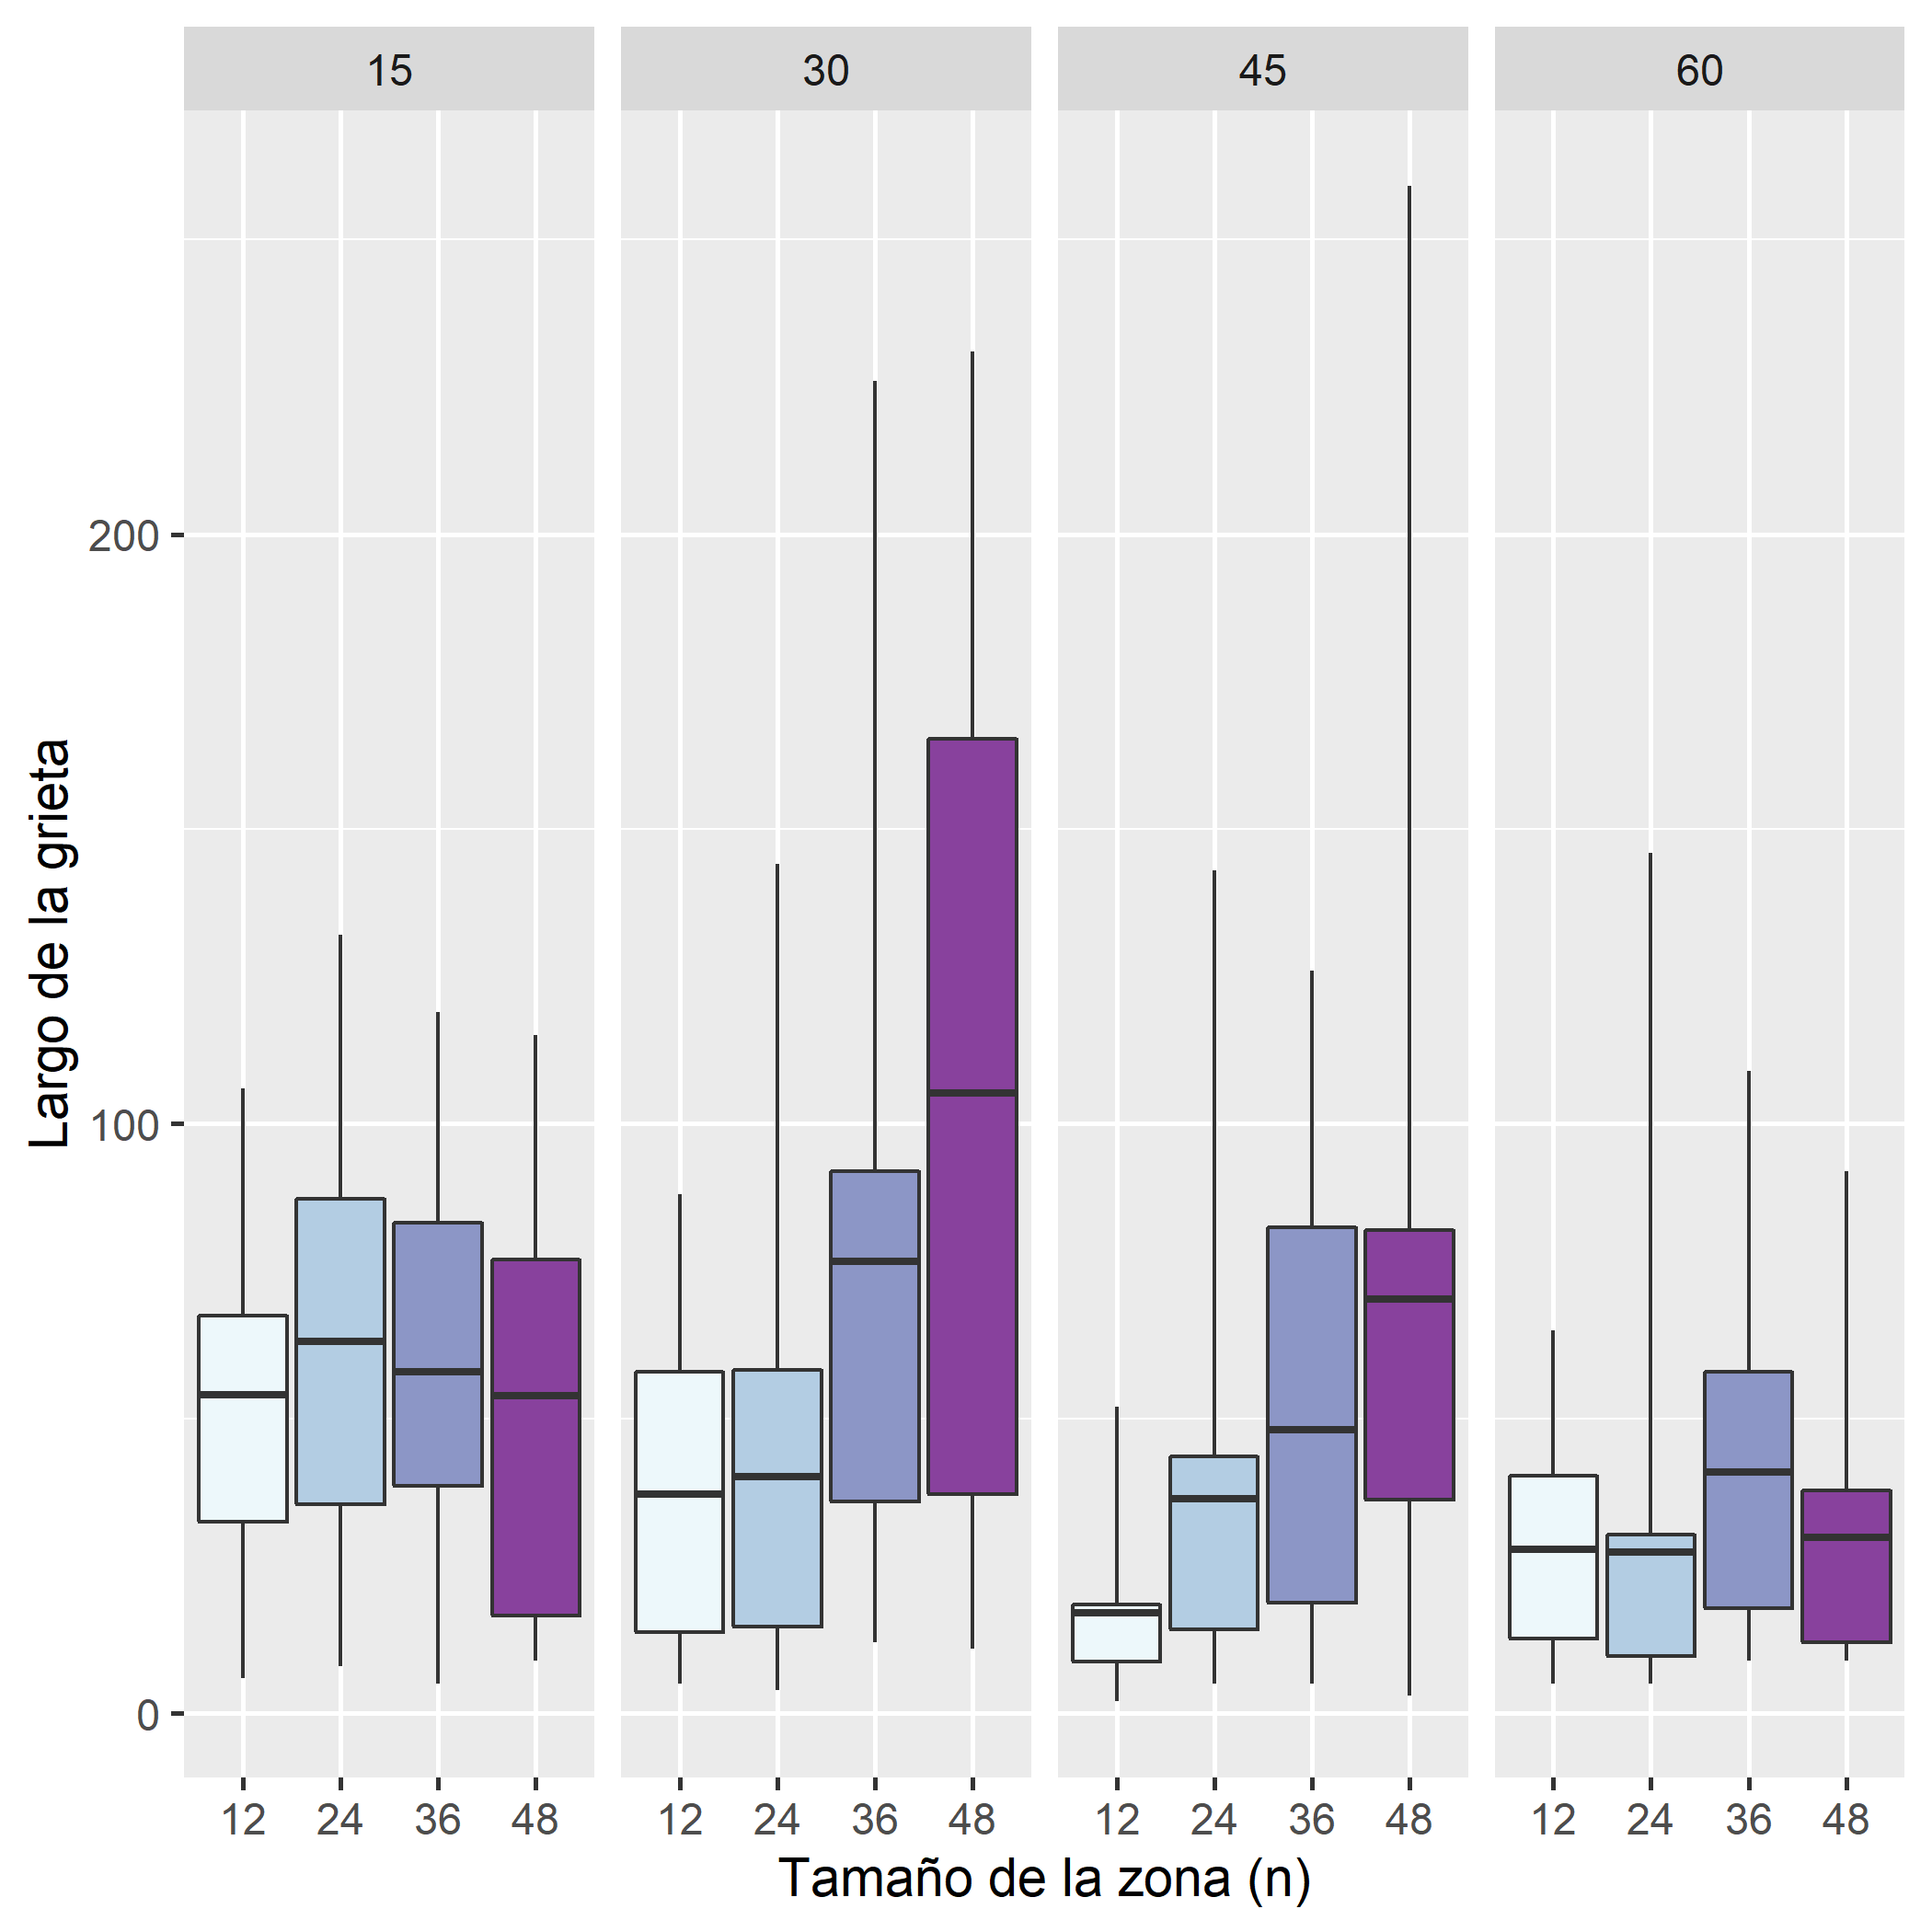 15 30 45 60
200
100
0
Largo de la grieta
12 24 36 48 12 24 36 48 12 24 36 48 12 24 36 48
Tamaño de la zona (n)